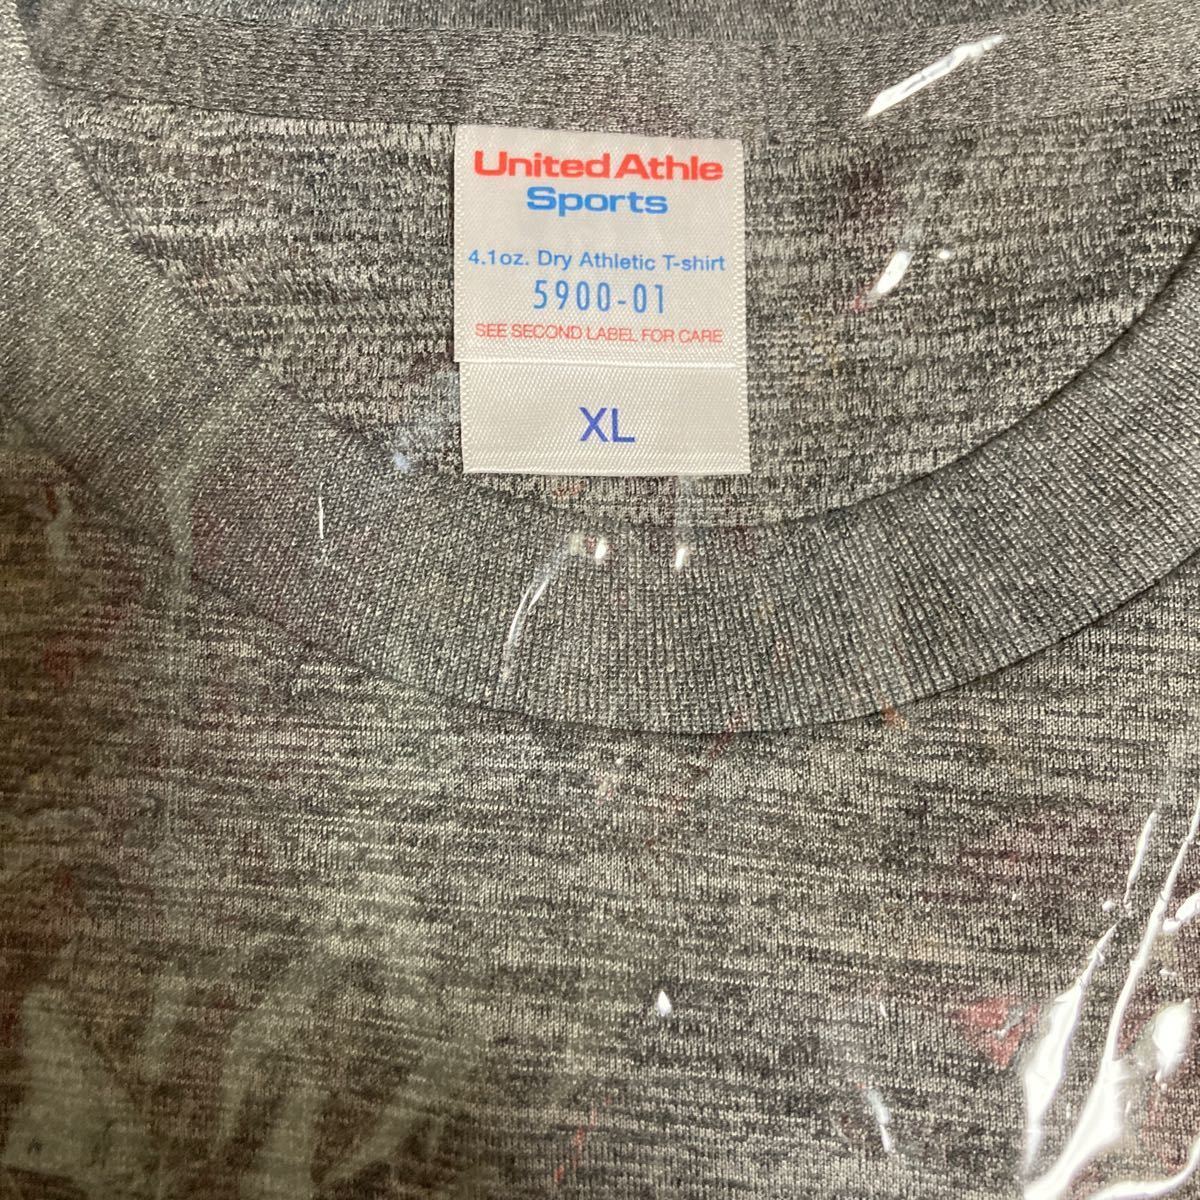 United Athle
Sports
4.1oz. Dry Athletic T-shirt
5900-01
SEE SECOND LABEL FOR CARE
XL